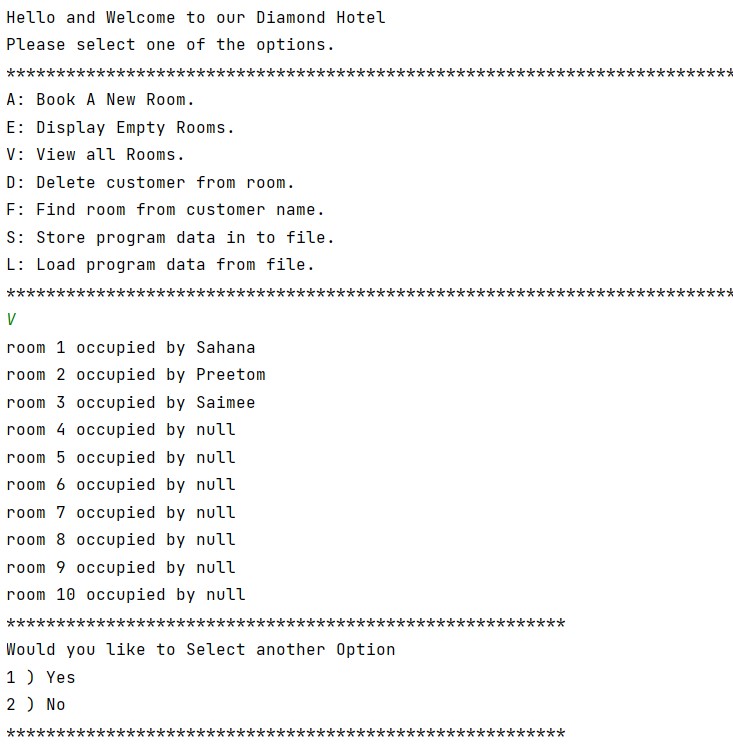 Hello and Welcome to our Diamond Hotel
Please select one of the options.
*************************************************************************
A: Book A New Room.
E: Display Empty Rooms.
V: View all Rooms.
D: Delete customer from room.
F: Find room from customer name.
S: Store program data in to file.
L: Load program data from file.
*************************************************************************
V
room 1 occupied by Sahana
room 2 occupied by Preetom
room 3 occupied by Saimee
room 4 occupied by null
room 5 occupied by null
room 6 occupied by null
room 7 occupied by null
room 8 occupied by null
room 9 occupied by null
room 10 occupied by null
********************************************************
Would you like to Select another Option
1 ) Yes
2 ) No
********************************************************